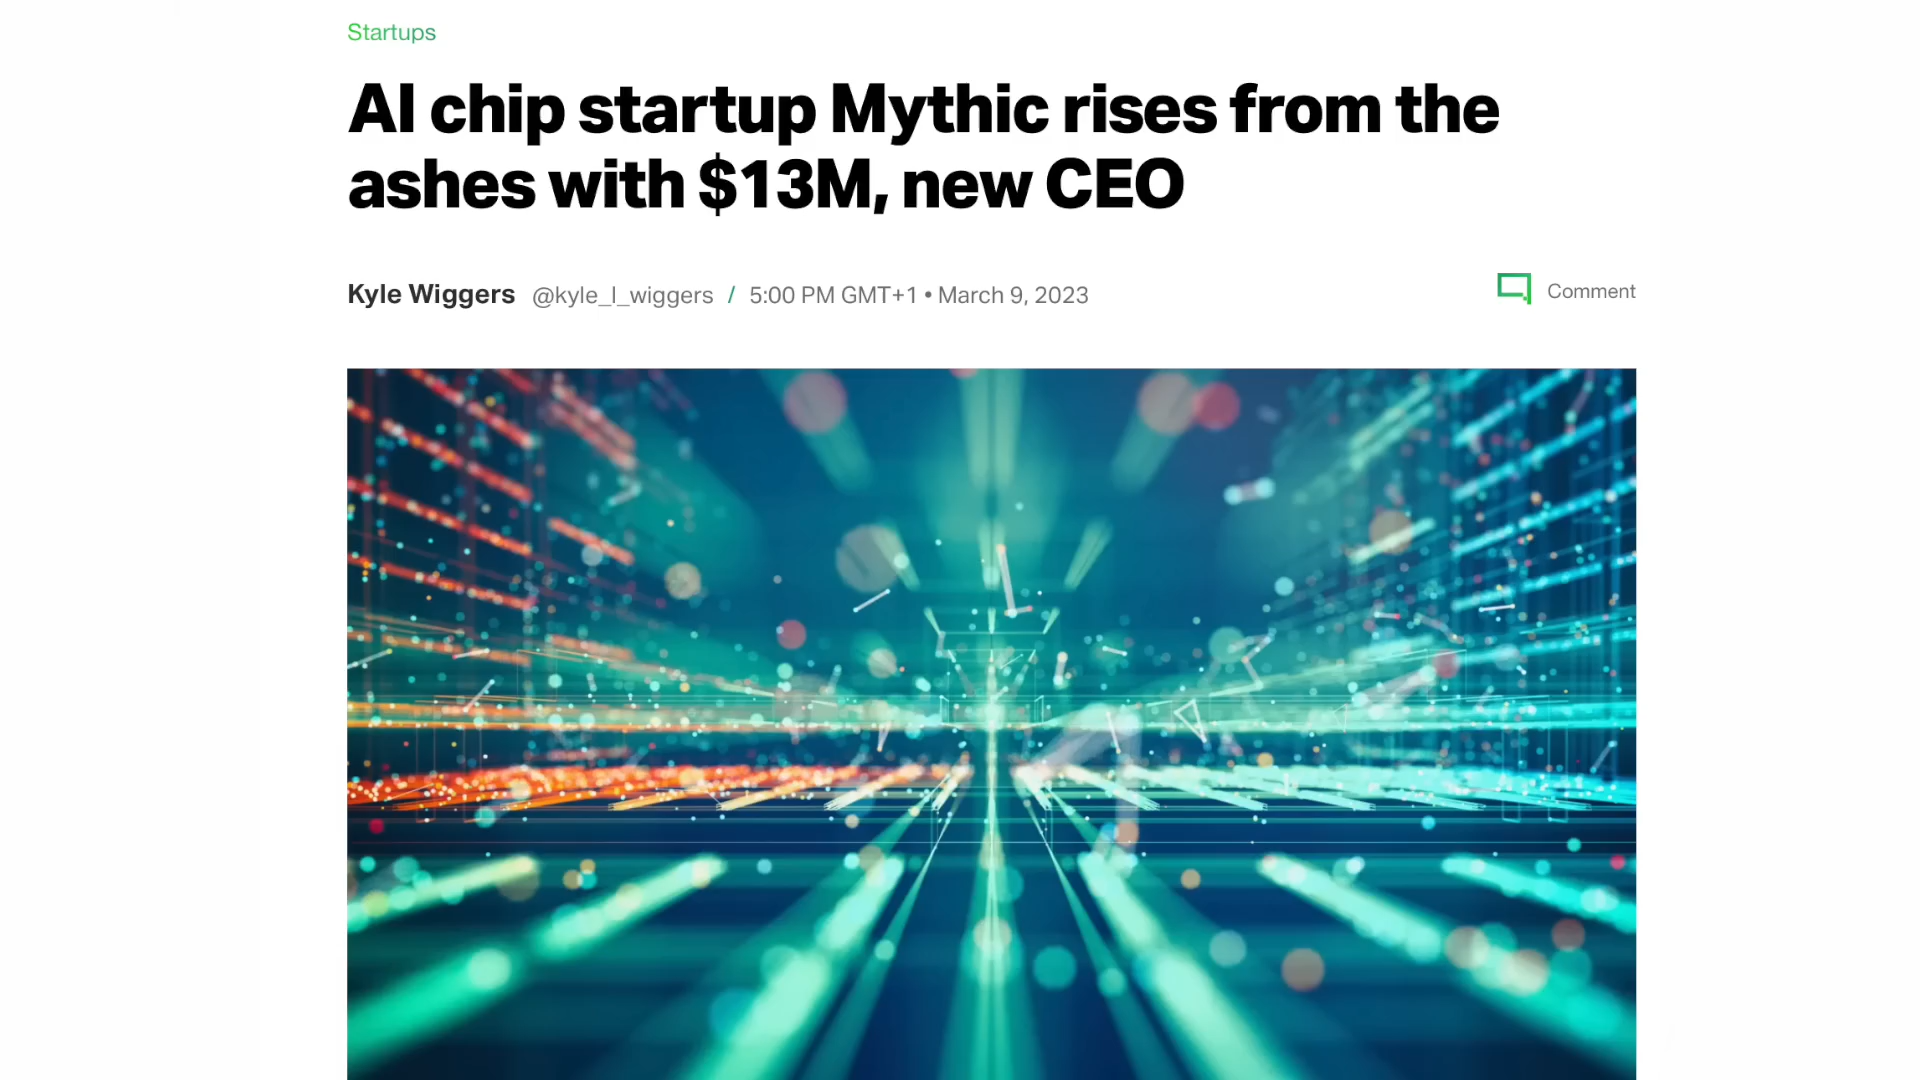 Startups
AI chip startup Mythic rises from the
ashes with $13M, new CEO
Kyle Wiggers @kyle_l_wiggers / 5:00 PM GMT+1 • March 9, 2023
Comment